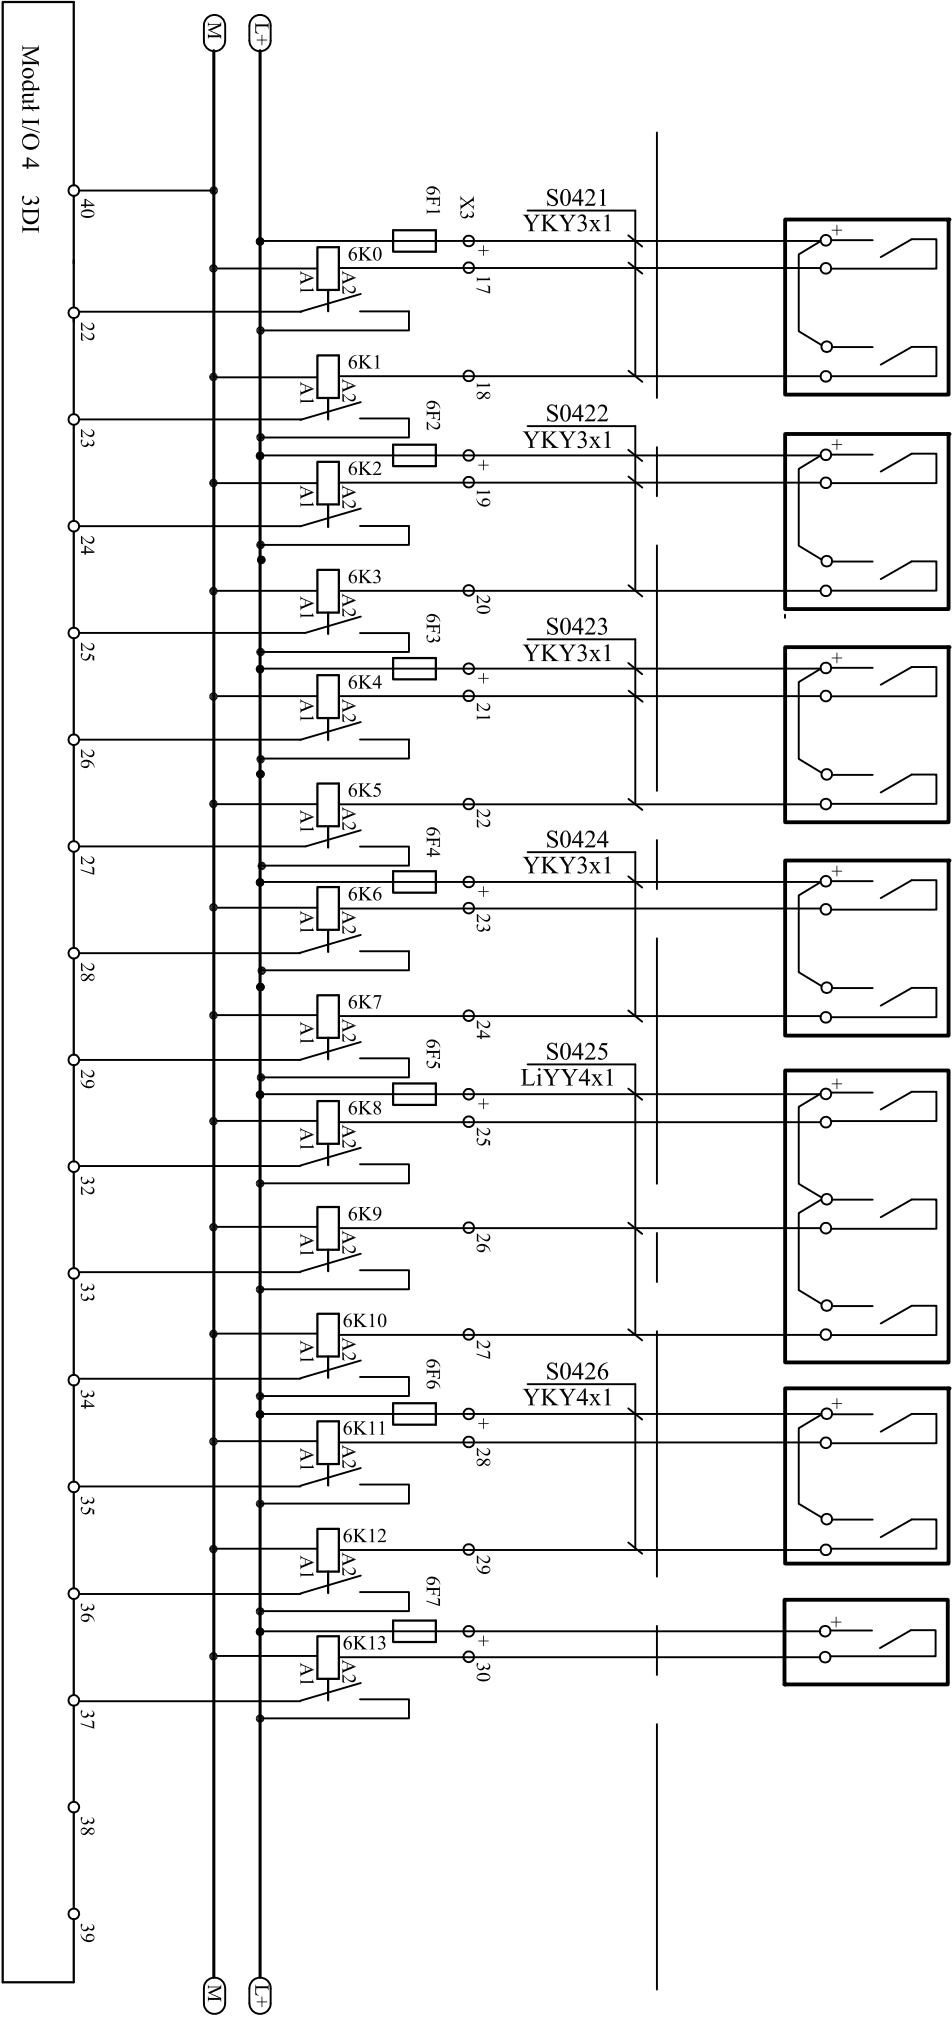 M
L+
Moduł I/O 4 3DI
40
6F1
X3
S0421
YKY3x1
+
+
6K0
A1
A2
17
22
6K1
A1
A2
18
23
6F2
S0422
YKY3x1
+
+
6K2
A1
A2
19
24
6K3
A1
A2
20
25
6F3
S0423
YKY3x1
+
+
6K4
A1
A2
21
26
6K5
A1
A2
22
27
6F4
S0424
YKY3x1
+
+
6K6
A1
A2
23
28
6K7
A1
A2
24
29
6F5
S0425
LiYY4x1
+
+
6K8
A1
A2
25
32
6K9
A1
A2
26
33
6K10
A1
A2
27
34
6F6
S0426
YKY4x1
+
+
6K11
A1
A2
28
35
6K12
A1
A2
29
36
6F7
+
+
6K13
A1
A2
30
37
38
39
M
L+